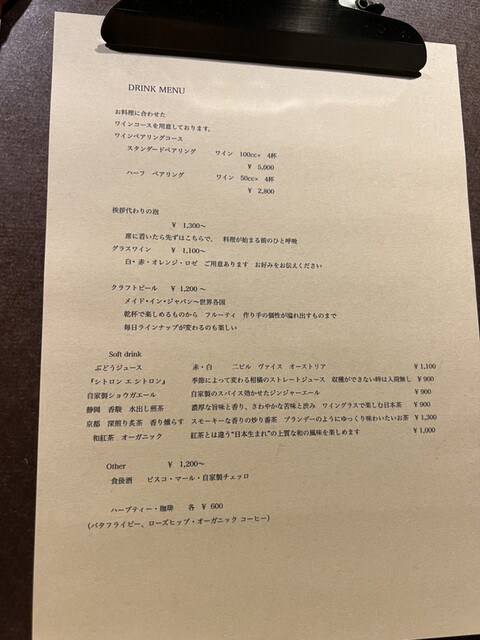 DRINK MENU
お料理に合わせた
ワインコースを用意しております。
ワインペアリングコース
スタンダードペアリング ワイン 100cc× 4杯
¥ 5,000
ハーフ ペアリング ワイン 50cc× 4杯
¥ 2,800
挨拶代わりの泡
¥ 1,300〜
席に着いたら先ずはこちらで、 料理が始まる前のひと呼吸
グラスワイン ¥ 1,100〜
白・赤・オレンジ・ロゼ ご用意あります お好みをお伝えください
クラフトビール ¥ 1,200〜
メイド・イン・ジャパン〜世界各国
乾杯で楽しめるものから フルーティ 作り手の個性が溢れ出すものまで
毎日ラインナップが変わるのも楽しい
Soft drink
ぶどうジュース 赤・白 二ピル ヴァイス オーストリア ¥1,100
『シトロン エ シトロン』 季節によって変わる柑橘のストレートジュース 収穫ができない時は入荷無し ¥900
自家製ショウガエール 自家製のスパイス効かせたジンジャーエール ¥900
静岡 香駿 水出し煎茶 濃厚な旨味と香り、さわやかな苦味と渋み ワイングラスで楽しむ日本茶 ¥900
京都 深煎り炙茶 香り燻らす スモーキーな香りの炒り番茶 ブランデーのようにゆっくり味わいたいお茶 ¥1,300
和紅茶 オーガニック 紅茶とは違う"日本生まれ"の上質な和の風味を楽しめます ¥1,000
Other ¥1,200〜
食後酒 ビスコ・マール・自家製チェッロ
ハーブティー・珈琲 各 ¥ 600
(バタフライピー、ローズヒップ・オーガニック コーヒー)